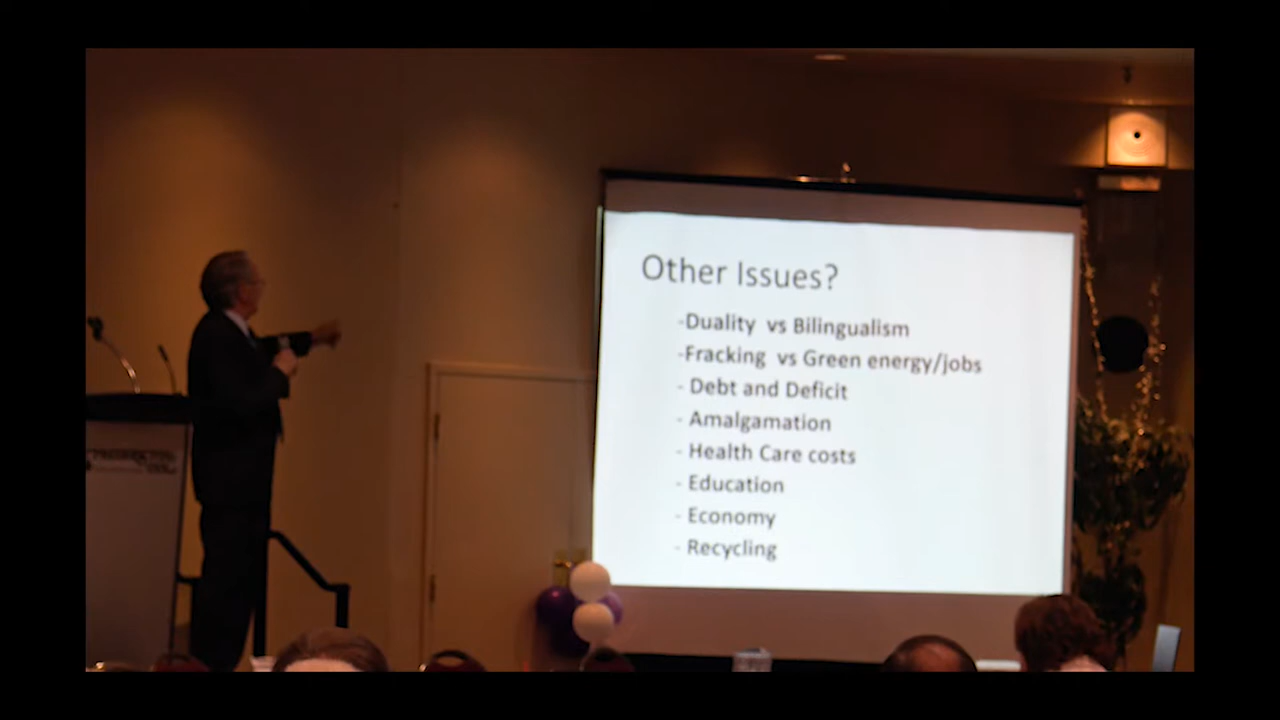 Other Issues?
-Duality vs Bilingualism
-Fracking vs Green energy/jobs
- Debt and Deficit
- Amalgamation
- Health Care costs
- Education
- Economy
- Recycling